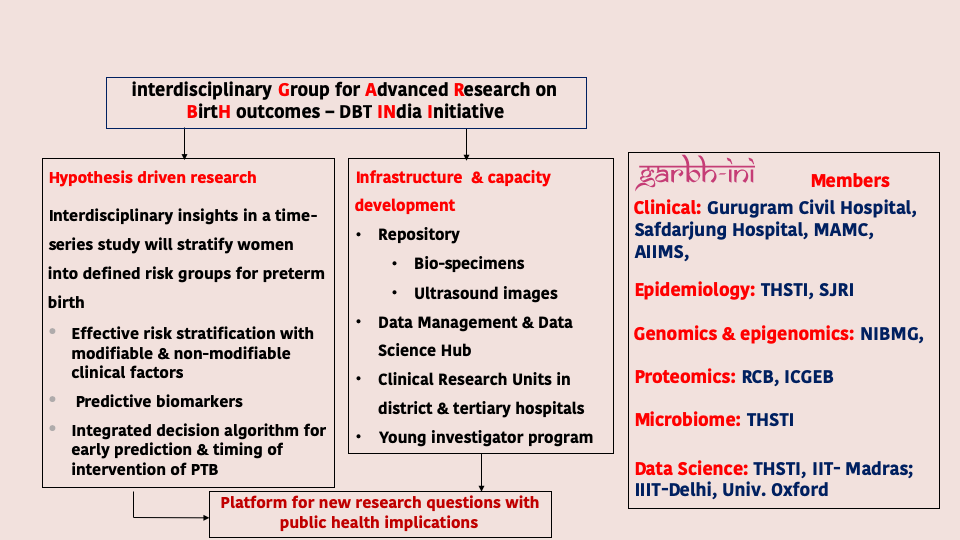 interdisciplinary Group for Advanced Research on
BirtH outcomes – DBT INdia Initiative
Hypothesis driven research
Interdisciplinary insights in a time-
series study will stratify women
into defined risk groups for preterm
birth
• Effective risk stratification with
modifiable & non-modifiable
clinical factors
• Predictive biomarkers
• Integrated decision algorithm for
early prediction & timing of
intervention of PTB
Infrastructure & capacity
development
• Repository
• Bio-specimens
• Ultrasound images
• Data Management & Data
Science Hub
• Clinical Research Units in
district & tertiary hospitals
• Young investigator program
Platform for new research questions with
public health implications
garbh-ini
Members
Clinical: Gurugram Civil Hospital,
Safdarjung Hospital, MAMC,
AIIMS,
Epidemiology: THSTI, SJRI
Genomics & epigenomics: NIBMG,
Proteomics: RCB, ICGEB
Microbiome: THSTI
Data Science: THSTI, IIT- Madras;
IIIT-Delhi, Univ. Oxford